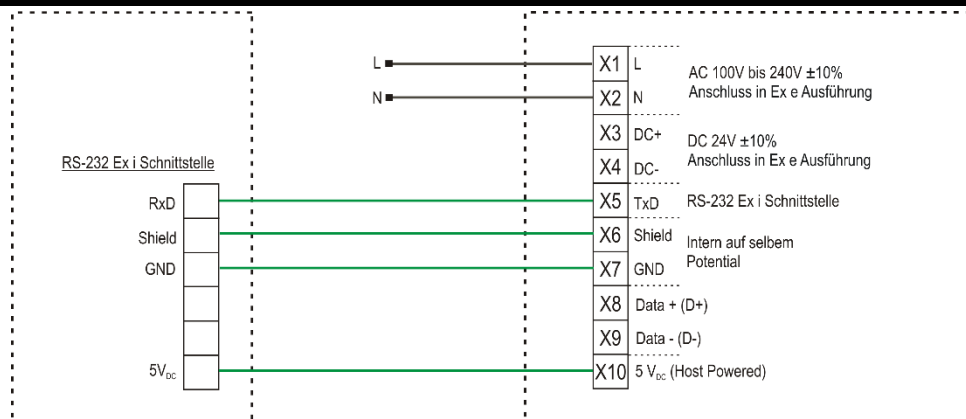 L
N
X1 L
X2 N
AC 100V bis 240V ±10%
Anschluss in Ex e Ausführung
X3 DC+
X4 DC-
DC 24V ±10%
Anschluss in Ex e Ausführung
RS-232 Ex i Schnittstelle
RxD
Shield
GND
5V_DC
X5 TxD RS-232 Ex i Schnittstelle
X6 Shield
X7 GND
Intern auf selbem
Potential
X8 Data + (D+)
X9 Data - (D-)
X10 5 V_DC (Host Powered)